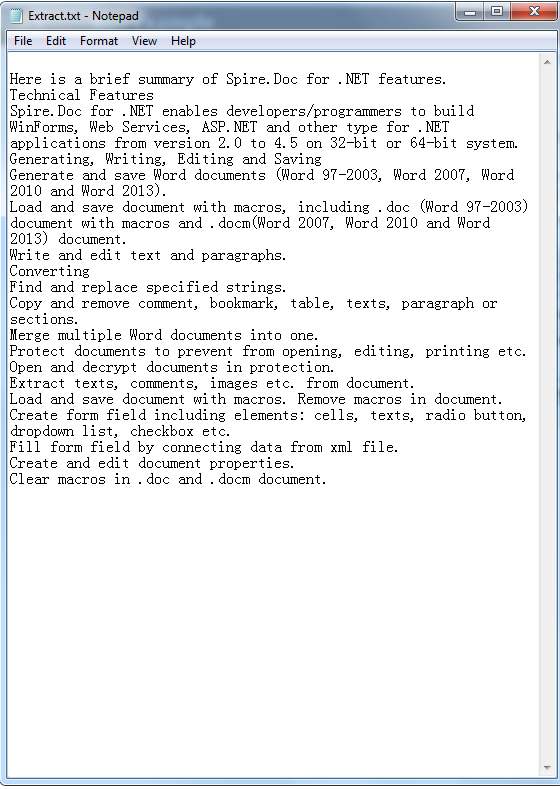 Extract.txt - Notepad
File Edit Format View Help
Here is a brief summary of Spire.Doc for .NET features.
Technical Features
Spire.Doc for .NET enables developers/programmers to build
WinForms, Web Services, ASP.NET and other type for .NET
applications from version 2.0 to 4.5 on 32-bit or 64-bit system.
Generating, Writing, Editing and Saving
Generate and save Word documents (Word 97-2003, Word 2007, Word
2010 and Word 2013).
Load and save document with macros, including .doc (Word 97-2003)
document with macros and .docm(Word 2007, Word 2010 and Word
2013) document.
Write and edit text and paragraphs.
Converting
Find and replace specified strings.
Copy and remove comment, bookmark, table, texts, paragraph or
sections.
Merge multiple Word documents into one.
Protect documents to prevent from opening, editing, printing etc.
Open and decrypt documents in protection.
Extract texts, comments, images etc. from document.
Load and save document with macros. Remove macros in document.
Create form field including elements: cells, texts, radio button,
dropdown list, checkbox etc.
Fill form field by connecting data from xml file.
Create and edit document properties.
Clear macros in .doc and .docm document.